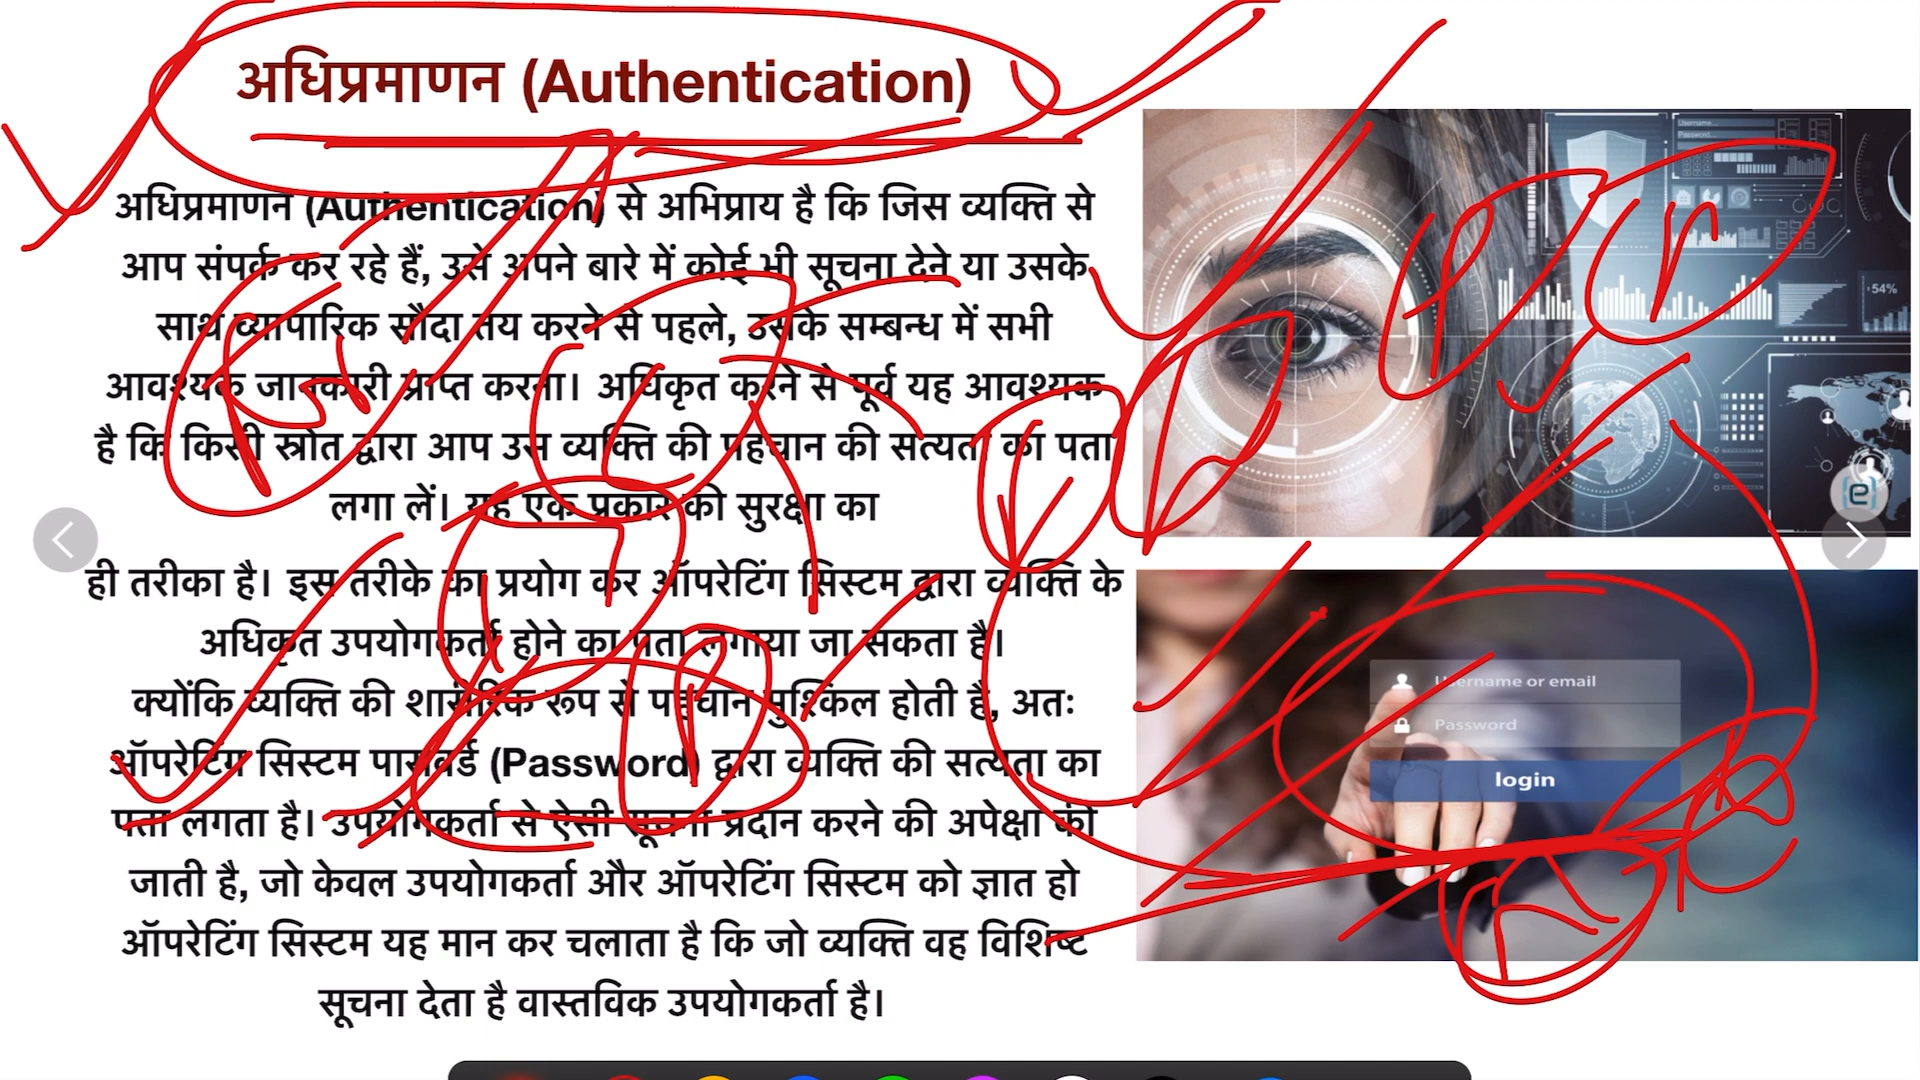 अधिप्रमाणन (Authentication)
अधिप्रमाणन (Authentication) से अभिप्राय है कि जिस व्यक्ति से
आप संपर्क कर रहे हैं, उसे अपने बारे में कोई भी सूचना देने या उसके
साथ व्यापारिक सौदा तय करने से पहले, उसके सम्बन्ध में सभी
आवश्यक जानकारी प्राप्त करना। अधिकृत करने से पूर्व यह आवश्यक
है कि किसी स्रोत द्वारा आप उस व्यक्ति की पहचान की सत्यता का पता
लगा लें। यह एक प्रकार की सुरक्षा का
ही तरीका है। इस तरीके का प्रयोग कर ऑपरेटिंग सिस्टम द्वारा व्यक्ति के
अधिकृत उपयोगकर्ता होने का पता लगाया जा सकता है।
क्योंकि व्यक्ति की शारीरिक रूप से पहचान मुश्किल होती है, अतः
ऑपरेटिंग सिस्टम पासवर्ड (Password) द्वारा व्यक्ति की सत्यता का
पता लगता है। उपयोगकर्ता से ऐसी सूचना प्रदान करने की अपेक्षा की
जाती है, जो केवल उपयोगकर्ता और ऑपरेटिंग सिस्टम को ज्ञात हो
ऑपरेटिंग सिस्टम यह मान कर चलाता है कि जो व्यक्ति वह विशिष्ट
सूचना देता है वास्तविक उपयोगकर्ता है।
Username...
Password...
54%
Username or email
Password
login